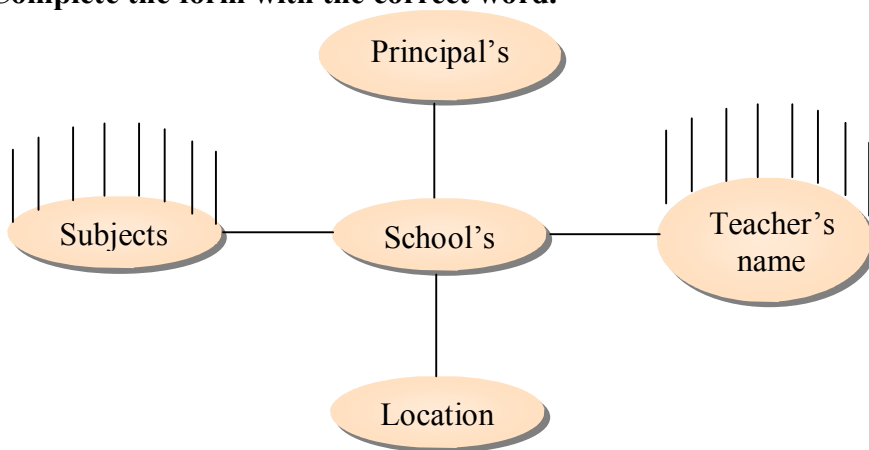 Complete the form with the correct word.
Principal's
Subjects
School's
Teacher's
name
Location